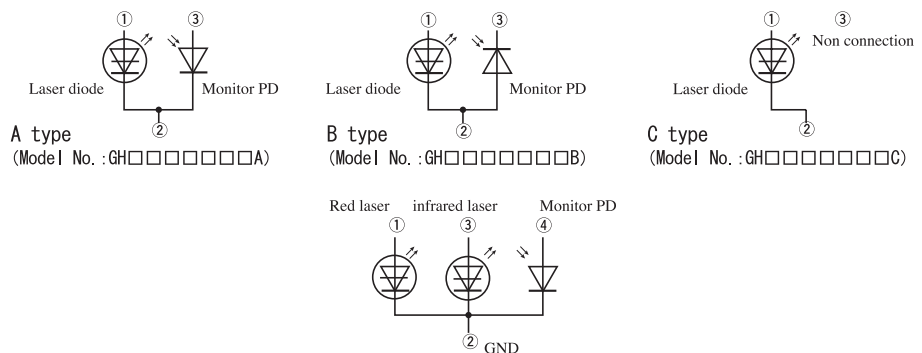 ① ③
Laser diode Monitor PD
②
A type
(Model No.:GH□□□□□□□A)
① ③
Laser diode Monitor PD
②
B type
(Model No.:GH□□□□□□□B)
① ③
Non connection
Laser diode
②
C type
(Model No.:GH□□□□□□□C)
Red laser infrared laser Monitor PD
① ③ ④
② GND